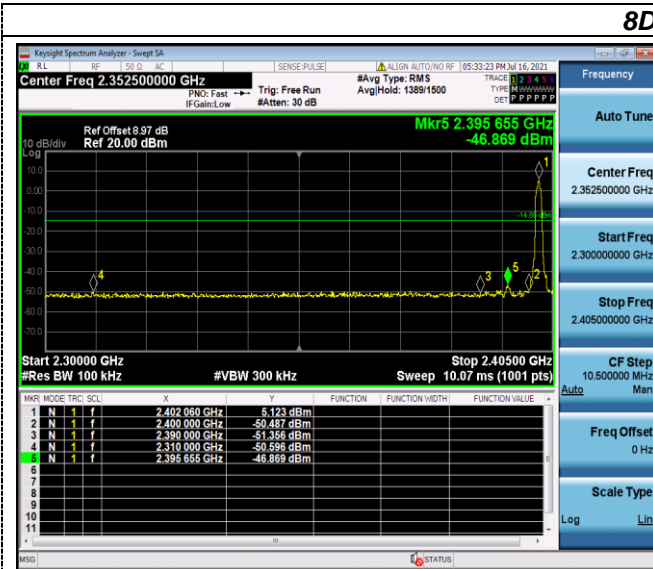 8D
Keysight Spectrum Analyzer - Swept SA
RL RF 50 Ω AC SENSE:PULSE ALIGN AUTO/NO RF 05:33:23 PM Jul 16, 2021
Center Freq 2.352500000 GHz
PNO: Fast
IFGain:Low
Trig: Free Run
#Atten: 30 dB
#Avg Type: RMS
Avg|Hold: 1389/1500
TRACE 1 2 3 4 5 6
TYPE M WWWWW
DET P P P P P P
Ref Offset 8.97 dB
Ref 20.00 dBm
10 dB/div
Log
Mkr5 2.395 655 GHz
-46.869 dBm
10.0
0.00
-10.0
-20.0
-30.0
-40.0
-50.0
-60.0
-70.0
1
4
3
5
2
Start 2.30000 GHz
Stop 2.40500 GHz
#Res BW 100 kHz
#VBW 300 kHz
Sweep 10.07 ms (1001 pts)
MKR MODE TRC SCL X Y FUNCTION FUNCTION WIDTH FUNCTION VALUE
1 N 1 f 2.402 060 GHz 5.123 dBm
2 N 1 f 2.400 000 GHz -50.487 dBm
3 N 1 f 2.390 000 GHz -51.356 dBm
4 N 1 f 2.310 000 GHz -50.596 dBm
5 N 1 f 2.395 655 GHz -46.869 dBm
6
7
8
9
10
11
MSG
STATUS
Frequency
Auto Tune
Center Freq
2.352500000 GHz
Start Freq
2.300000000 GHz
Stop Freq
2.405000000 GHz
CF Step
10.500000 MHz
Auto Man
Freq Offset
0 Hz
Scale Type
Log Lin